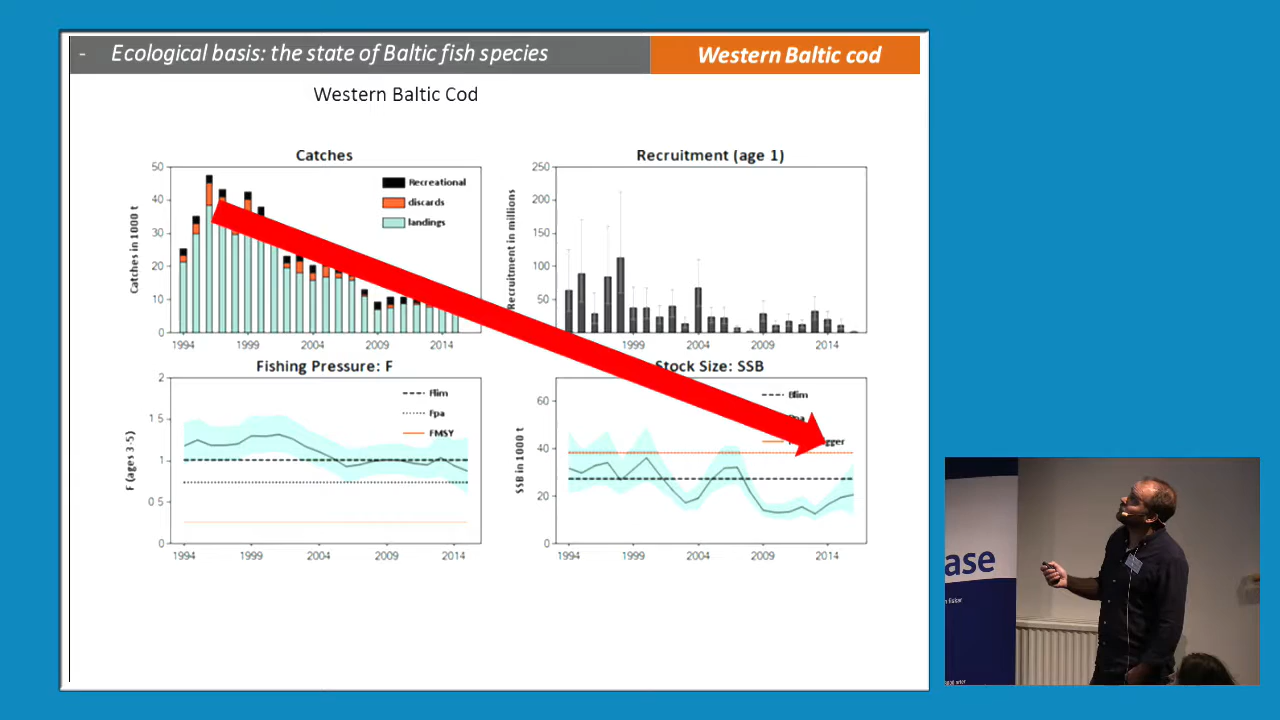 - Ecological basis: the state of Baltic fish species
Western Baltic cod
Western Baltic Cod
Catches
50
40
30
20
10
0
Catches in 1000 t
Recreational
discards
landings
1994
1999
2004
2009
2014
Recruitment (age 1)
250
200
150
100
50
Recruitment in millions
1999
2004
2009
2014
Fishing Pressure: F
2
1 5
1
0 5
0
F (ages 3-5)
Flim
Fpa
FMSY
1994
1999
2004
2009
2014
Stock Size: SSB
60
40
20
0
SSB in 1000 t
Blim
gger
1994
1999
2004
2009
2014
ase